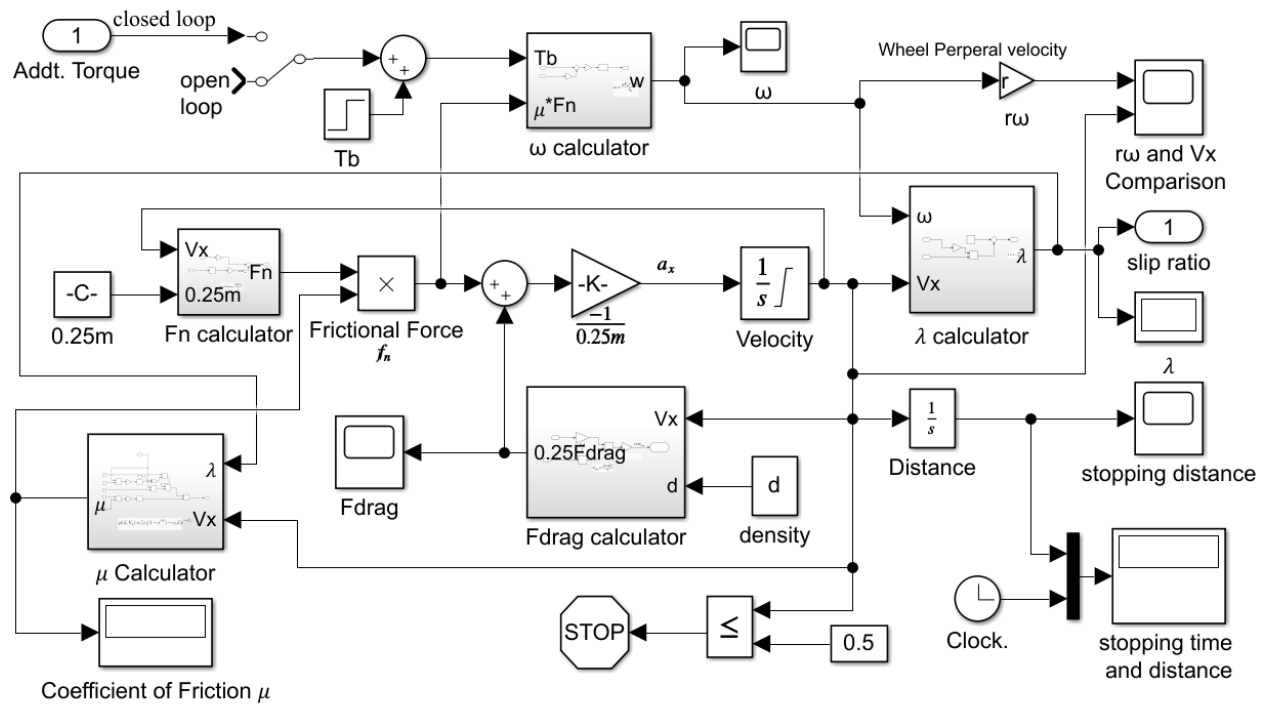 closed loop
1
Addt. Torque
open
loop
+
+
Tb
Tb
μ*Fn
w
ω calculator
ω
Wheel Perperal velocity
r
rω
rω and Vx
Comparison
Vx
Fn
0.25m
Fn calculator
-C-
0.25m
×
Frictional Force
fn
+
+
-K-
-1
0.25m
ax
1
s
Velocity
ω
λ
Vx
λ calculator
1
slip ratio
λ
λ
μ
Vx
μ Calculator
Fdrag
Vx
0.25Fdrag
d
Fdrag calculator
d
density
1
s
Distance
stopping distance
Coefficient of Friction μ
STOP
≤
0.5
Clock.
stopping time
and distance